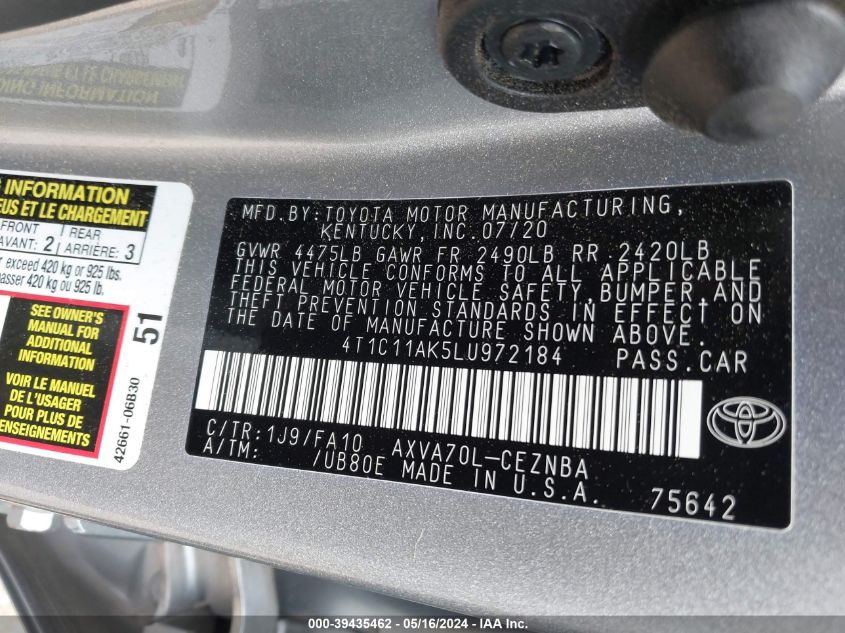 G INFORMATION
EUS ET LE CHARGEMENT
FRONT
AVANT: 2
REAR
ARRIÈRE: 3
exceed 420 kg or 925 lbs.
passer 420 kg ou 925 lb.
SEE OWNER'S
MANUAL FOR
ADDITIONAL
INFORMATION
VOIR LE MANUEL
DE L'USAGER
POUR PLUS DE
RENSEIGNEMENTS
51
42661-06B30
MFD.BY:TOYOTA MOTOR MANUFACTURING,
KENTUCKY, INC.07/20
GVWR 4475LB GAWR FR 2490LB RR 2420LB
THIS VEHICLE CONFORMS TO ALL APPLICABLE
FEDERAL MOTOR VEHICLE SAFETY, BUMPER, AND
THEFT PREVENTION STANDARDS IN EFFECT ON
THE DATE OF MANUFACTURE SHOWN ABOVE.
4T1C11AK5LU972184 PASS.CAR
C/TR:1J9/FA10 AXVA70L-CEZNBA
A/TM: /UB80E MADE IN U.S.A.
75642
000-39435462 - 05/16/2024 - IAA Inc.